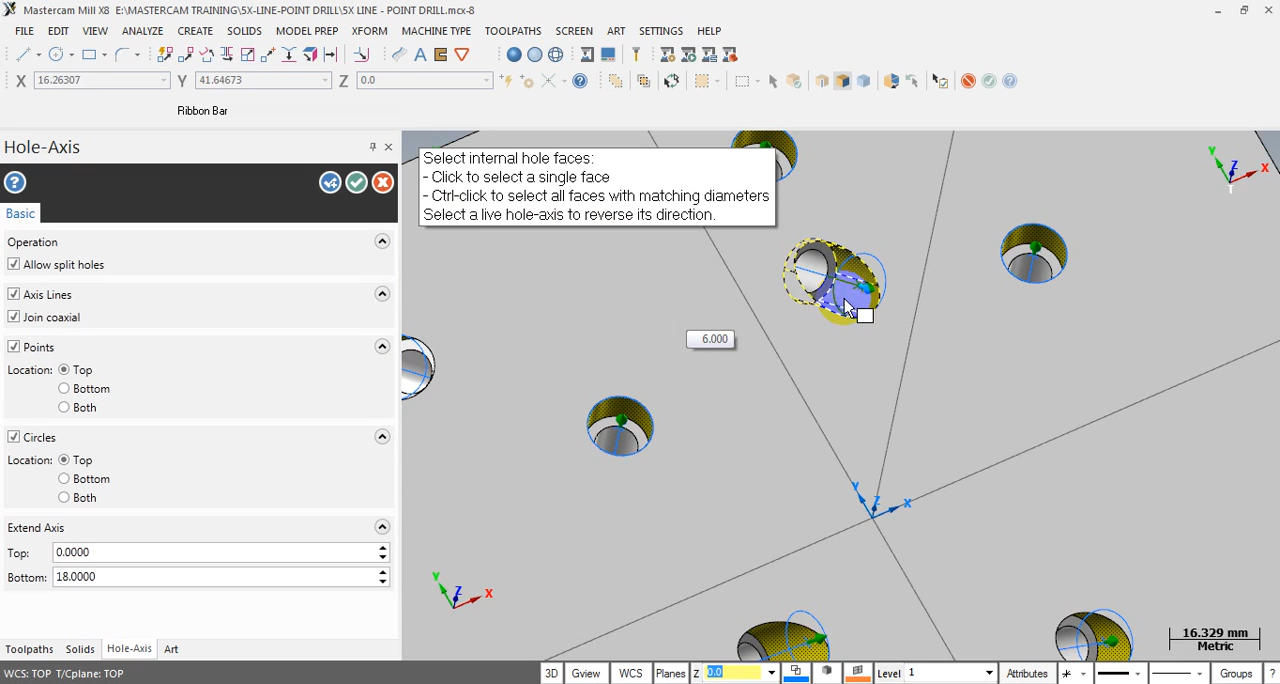 Mastercam Mill X8 E:\MASTERCAM TRAINING\5X-LINE-POINT DRILL\5X LINE - POINT DRILL.mcx-8
FILE EDIT VIEW ANALYZE CREATE SOLIDS MODEL PREP XFORM MACHINE TYPE TOOLPATHS SCREEN ART SETTINGS HELP
X 16.26307 Y 41.64673 Z 0.0
Ribbon Bar
Hole-Axis
Basic
Operation
Allow split holes
Axis Lines
Join coaxial
Points
Location: Top
Bottom
Both
Circles
Location: Top
Bottom
Both
Extend Axis
Top: 0.0000
Bottom: 18.0000
Toolpaths Solids Hole-Axis Art
Select internal hole faces:
- Click to select a single face
- Ctrl-click to select all faces with matching diameters
Select a live hole-axis to reverse its direction.
6.000
Y Z X
T
Y Z X
Y Z X
16.329 mm
Metric
WCS: TOP T/Cplane: TOP
3D Gview WCS Planes Z 0.0 Level 1 Attributes Groups ?